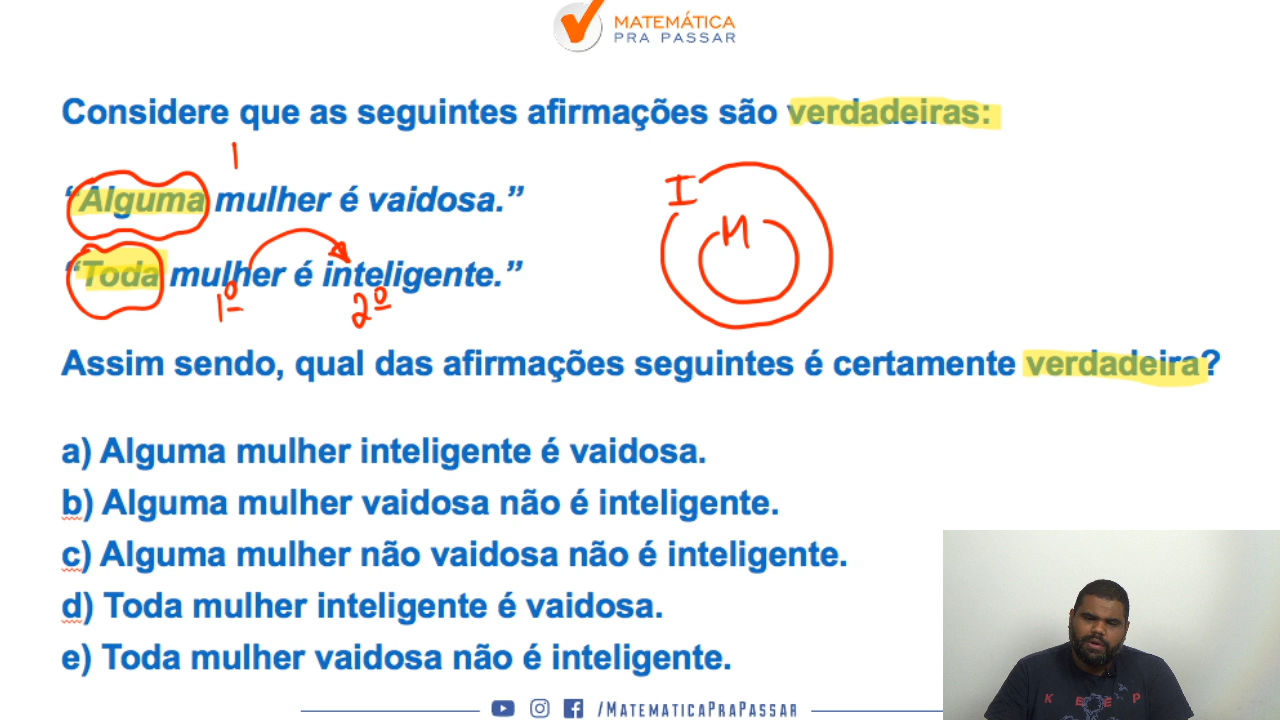 MATEMÁTICA
PRA PASSAR
Considere que as seguintes afirmações são verdadeiras:
1
“Alguma mulher é vaidosa.”
I
M
“Toda mulher é inteligente.”
1º 2º
Assim sendo, qual das afirmações seguintes é certamente verdadeira?
a) Alguma mulher inteligente é vaidosa.
b) Alguma mulher vaidosa não é inteligente.
c) Alguma mulher não vaidosa não é inteligente.
d) Toda mulher inteligente é vaidosa.
e) Toda mulher vaidosa não é inteligente.
/MATEMATICAPRAPASSAR